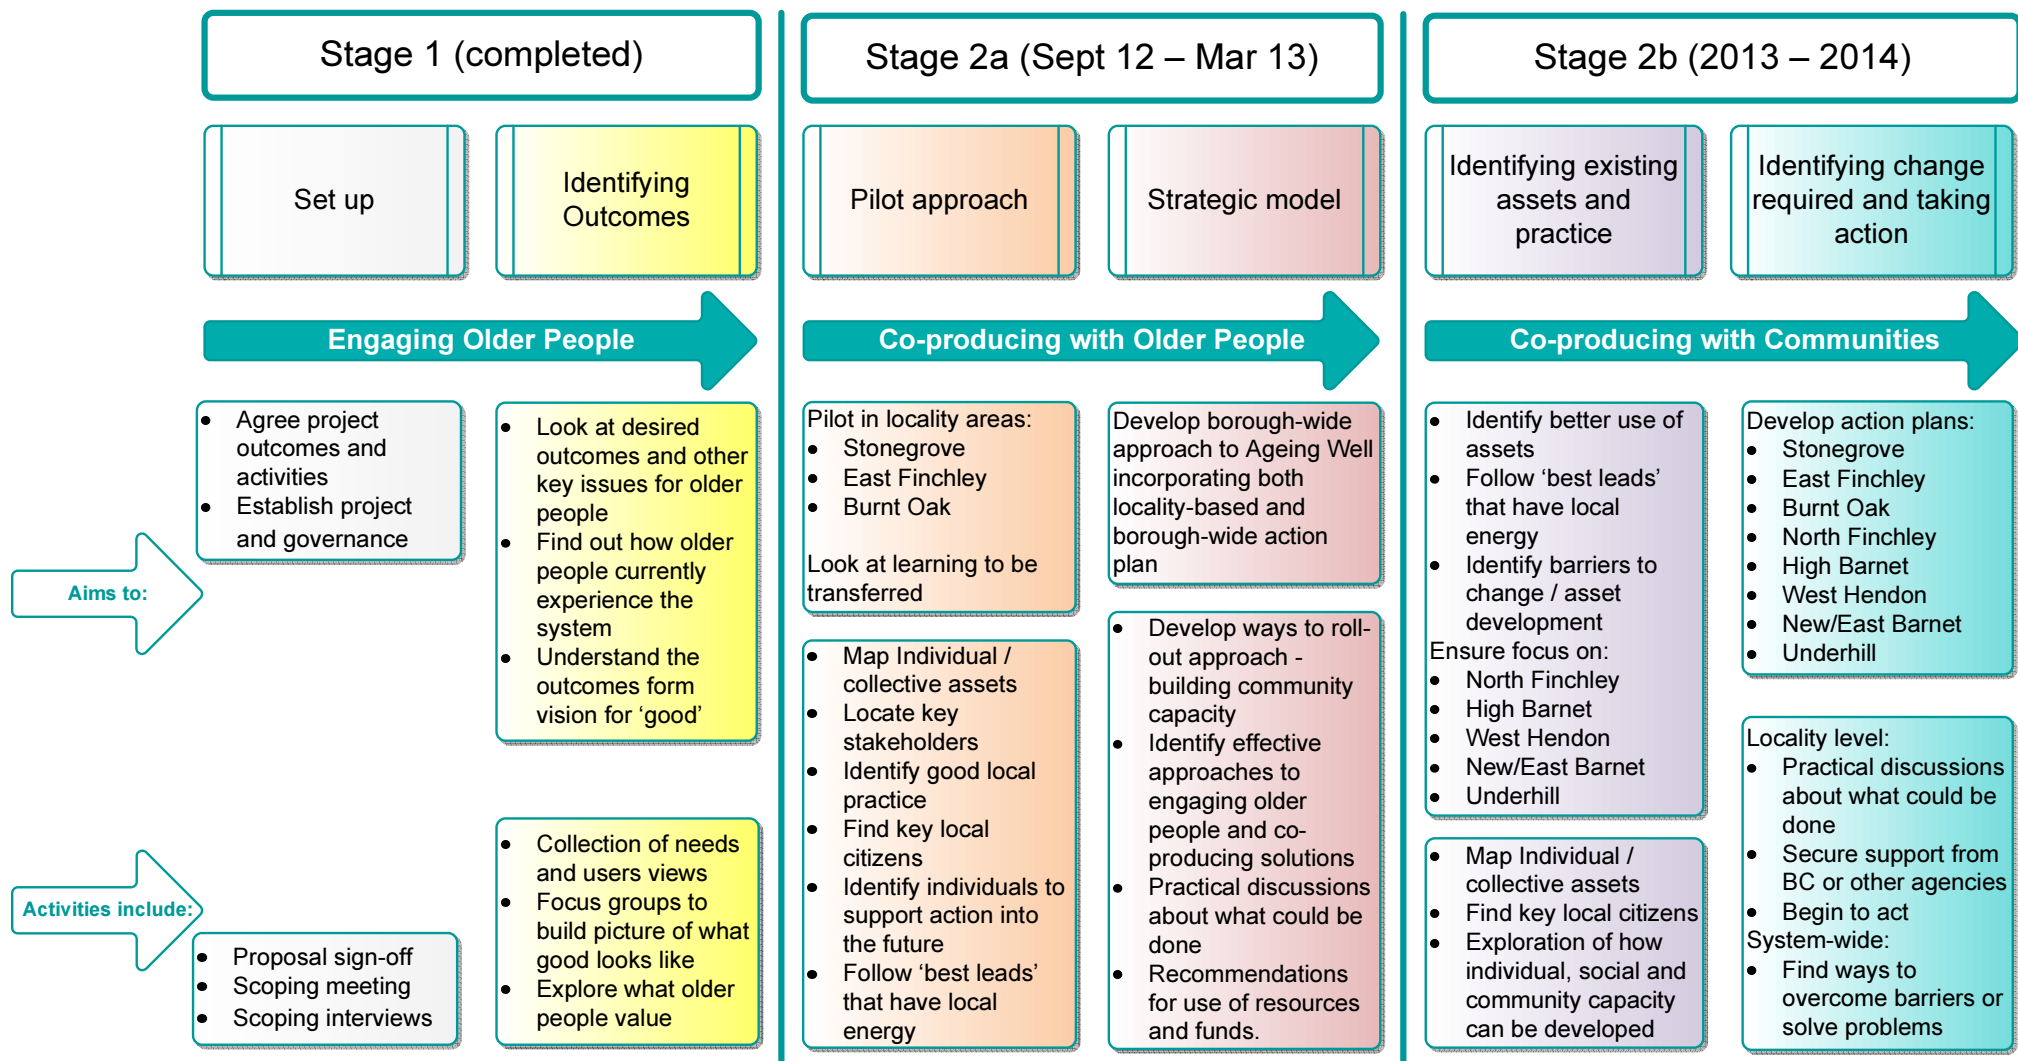 Stage 1 (completed)
Stage 2a (Sept 12 – Mar 13)
Stage 2b (2013 – 2014)
Set up
Identifying
Outcomes
Pilot approach
Strategic model
Identifying existing
assets and
practice
Identifying change
required and taking
action
Engaging Older People
Co-producing with Older People
Co-producing with Communities
Aims to:
• Agree project
outcomes and
activities
• Establish project
and governance
• Look at desired
outcomes and other
key issues for older
people
• Find out how older
people currently
experience the
system
• Understand the
outcomes form
vision for ‘good’
Pilot in locality areas:
• Stonegrove
• East Finchley
• Burnt Oak
Look at learning to be
transferred
Develop borough-wide
approach to Ageing Well
incorporating both
locality-based and
borough-wide action
plan
• Identify better use of
assets
• Follow ‘best leads’
that have local
energy
• Identify barriers to
change / asset
development
Ensure focus on:
• North Finchley
• High Barnet
• West Hendon
• New/East Barnet
• Underhill
Develop action plans:
• Stonegrove
• East Finchley
• Burnt Oak
• North Finchley
• High Barnet
• West Hendon
• New/East Barnet
• Underhill
Activities include:
• Proposal sign-off
• Scoping meeting
• Scoping interviews
• Collection of needs
and users views
• Focus groups to
build picture of what
good looks like
• Explore what older
people value
• Map Individual /
collective assets
• Locate key
stakeholders
• Identify good local
practice
• Find key local
citizens
• Identify individuals to
support action into
the future
• Follow ‘best leads’
that have local
energy
• Develop ways to roll-
out approach -
building community
capacity
• Identify effective
approaches to
engaging older
people and co-
producing solutions
• Practical discussions
about what could be
done
• Recommendations
for use of resources
and funds.
• Map Individual /
collective assets
• Find key local citizens
• Exploration of how
individual, social and
community capacity
can be developed
Locality level:
• Practical discussions
about what could be
done
• Secure support from
BC or other agencies
• Begin to act
System-wide:
• Find ways to
overcome barriers or
solve problems